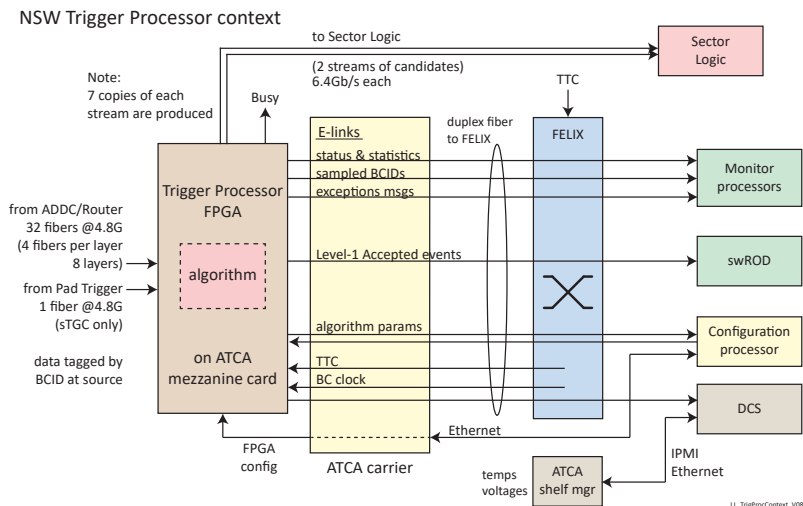 NSW Trigger Processor context
to Sector Logic
(2 streams of candidates)
6.4Gb/s each
Sector
Logic
Note:
7 copies of each
stream are produced
Busy
TTC
E-links
duplex fiber
to FELIX
FELIX
status & statistics
sampled BCIDs
exceptions msgs
Monitor
processors
Trigger Processor
FPGA
from ADDC/Router
32 fibers @4.8G
(4 fibers per layer
8 layers)
algorithm
Level-1 Accepted events
swROD
from Pad Trigger
1 fiber @4.8G
(sTGC only)
algorithm params
Configuration
processor
data tagged by
BCID at source
on ATCA
mezzanine card
TTC
BC clock
DCS
Ethernet
FPGA
config
ATCA carrier
IPMI
Ethernet
temps
voltages
ATCA
shelf mgr
LL_TrigProcContext_V08